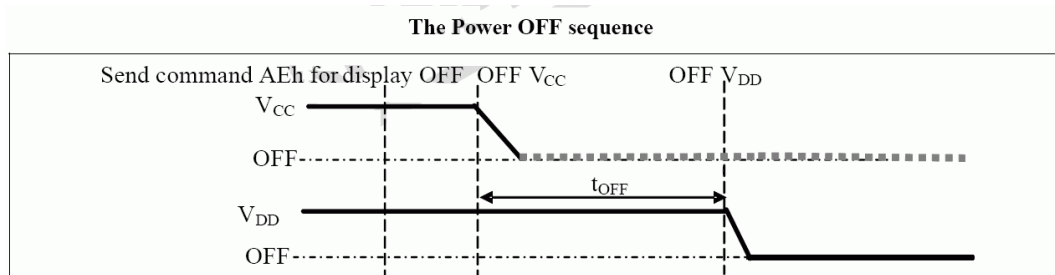 The Power OFF sequence
Send command AEh for display OFF OFF VCC OFF VDD
VCC
OFF
tOFF
VDD
OFF